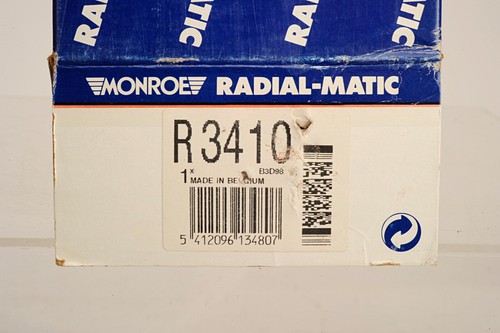 RADIAL-MATIC
MONROE RADIAL-MATIC
R3410
1x B3D98
MADE IN BELGIUM
5 412096 134807